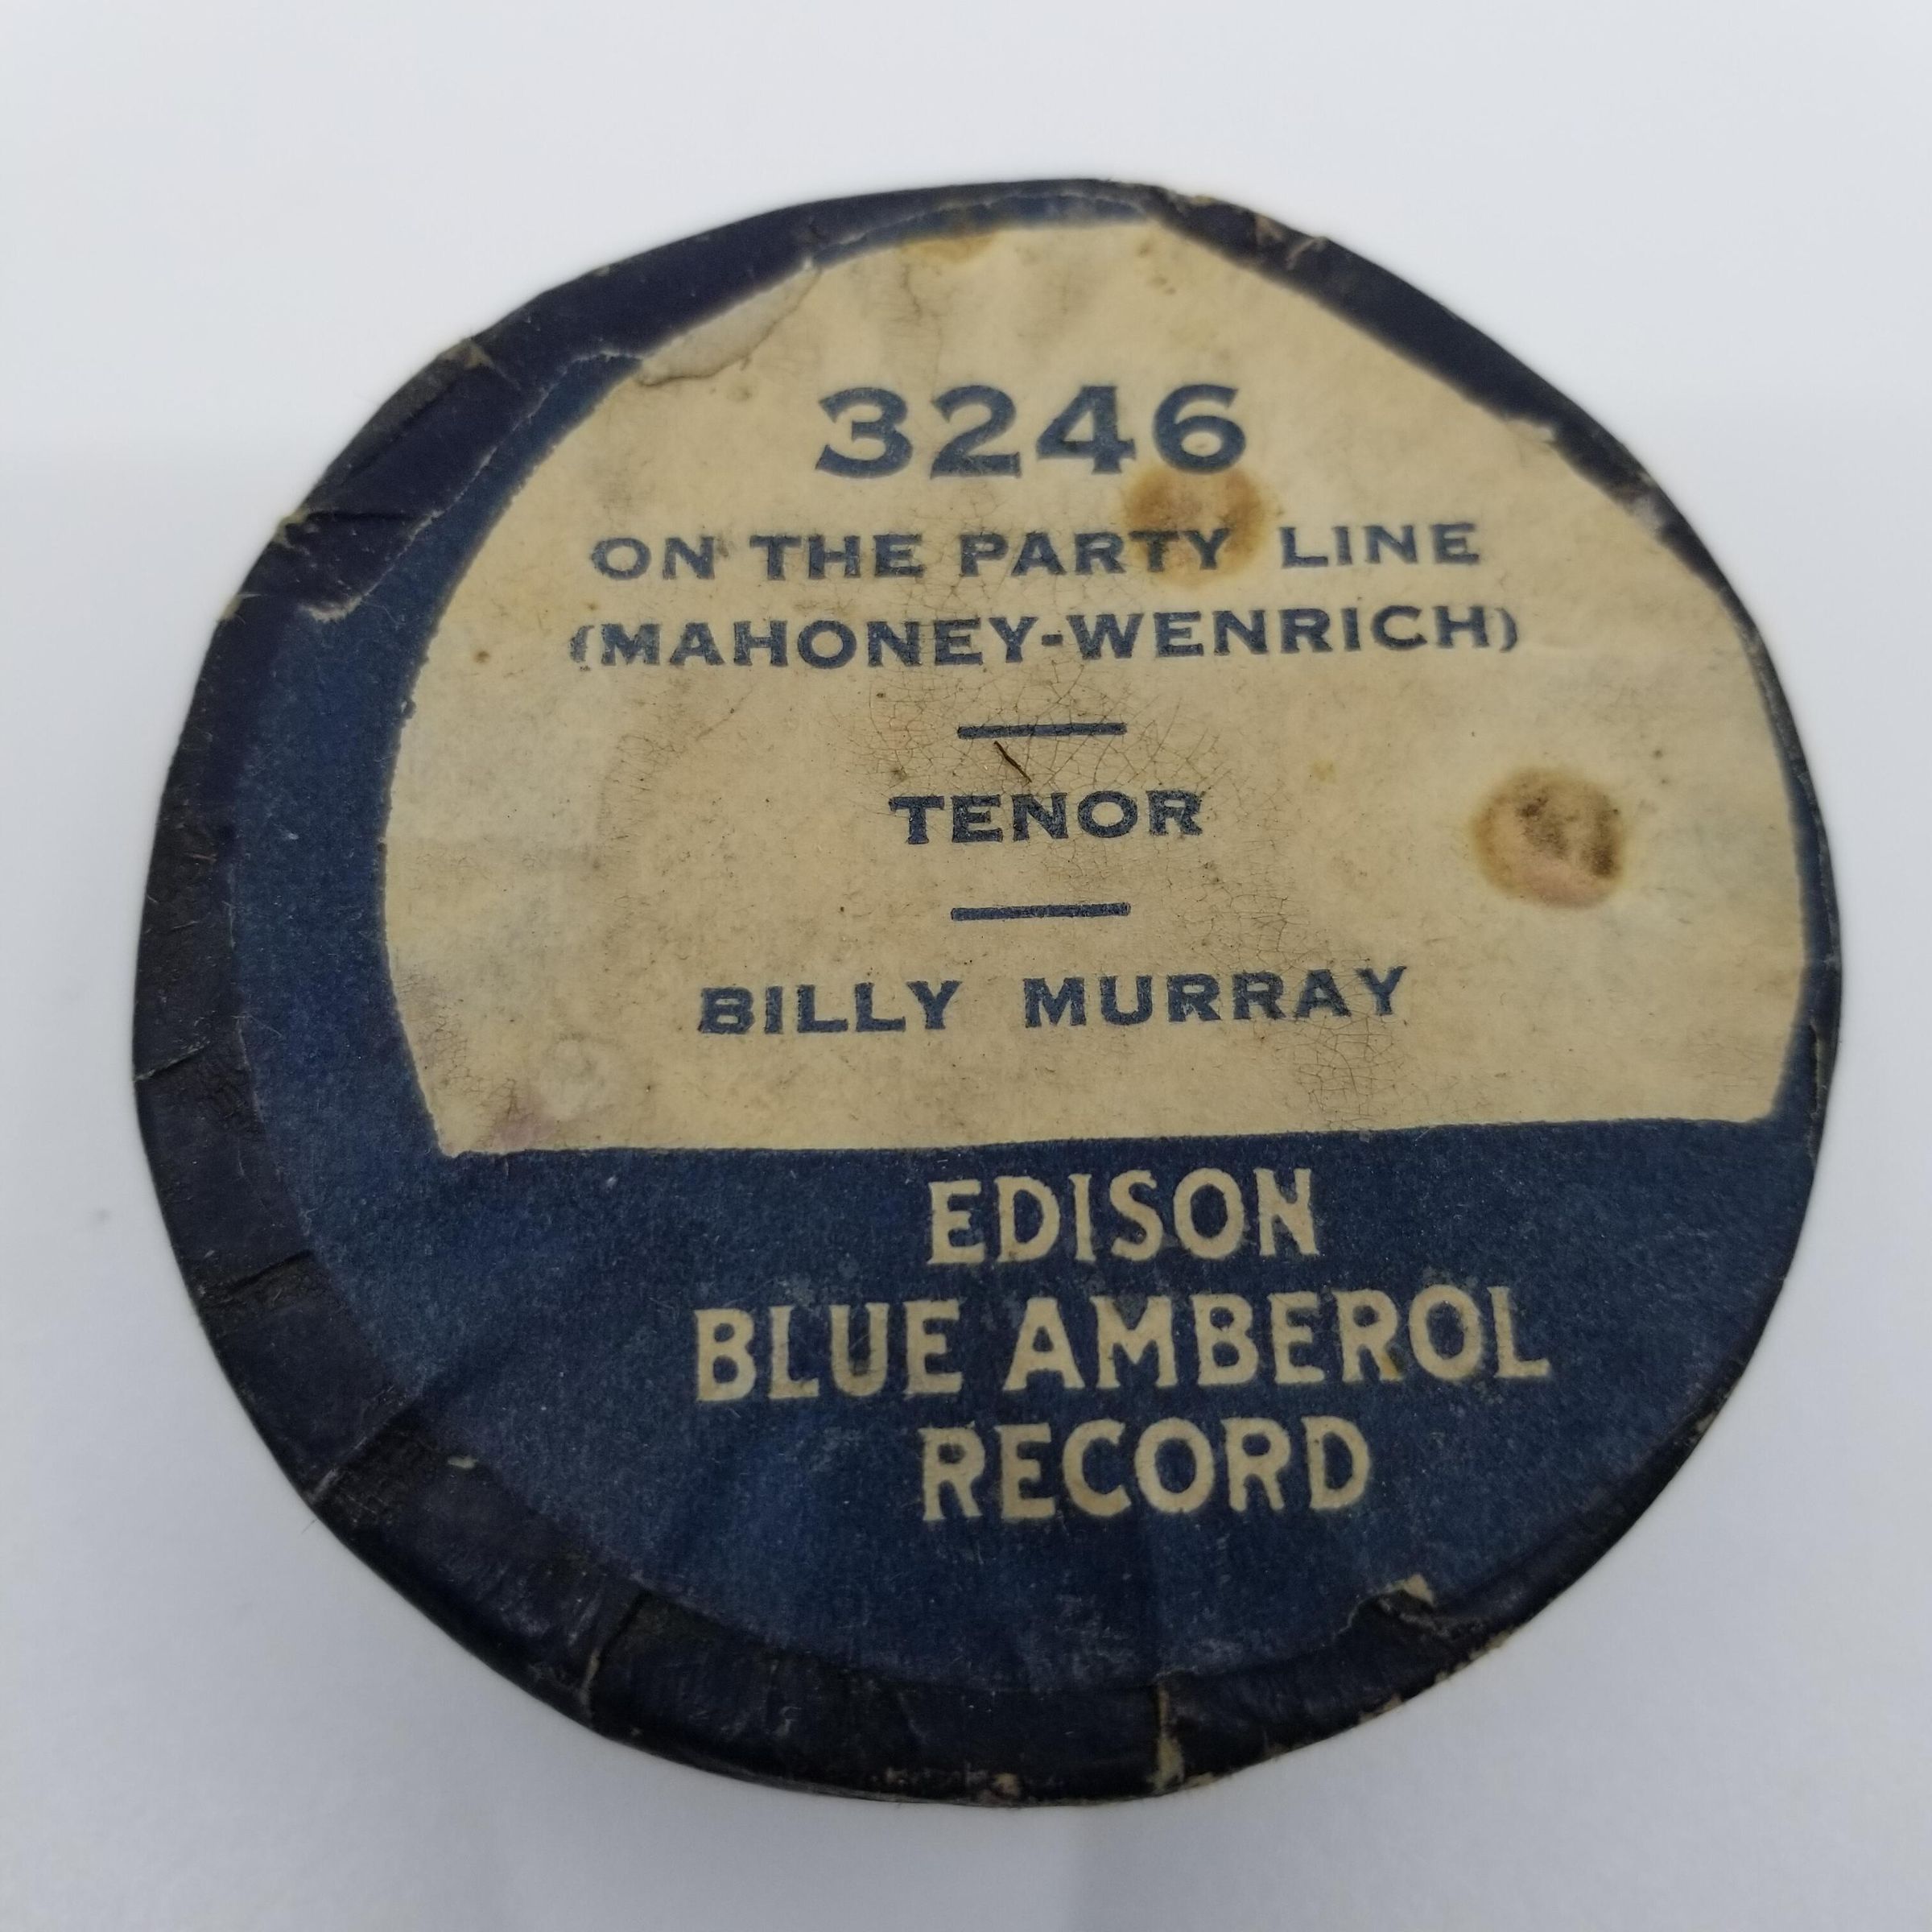 3246
ON THE PARTY LINE
(MAHONEY-WENRICH)
TENOR
BILLY MURRAY
EDISON
BLUE AMBEROL
RECORD